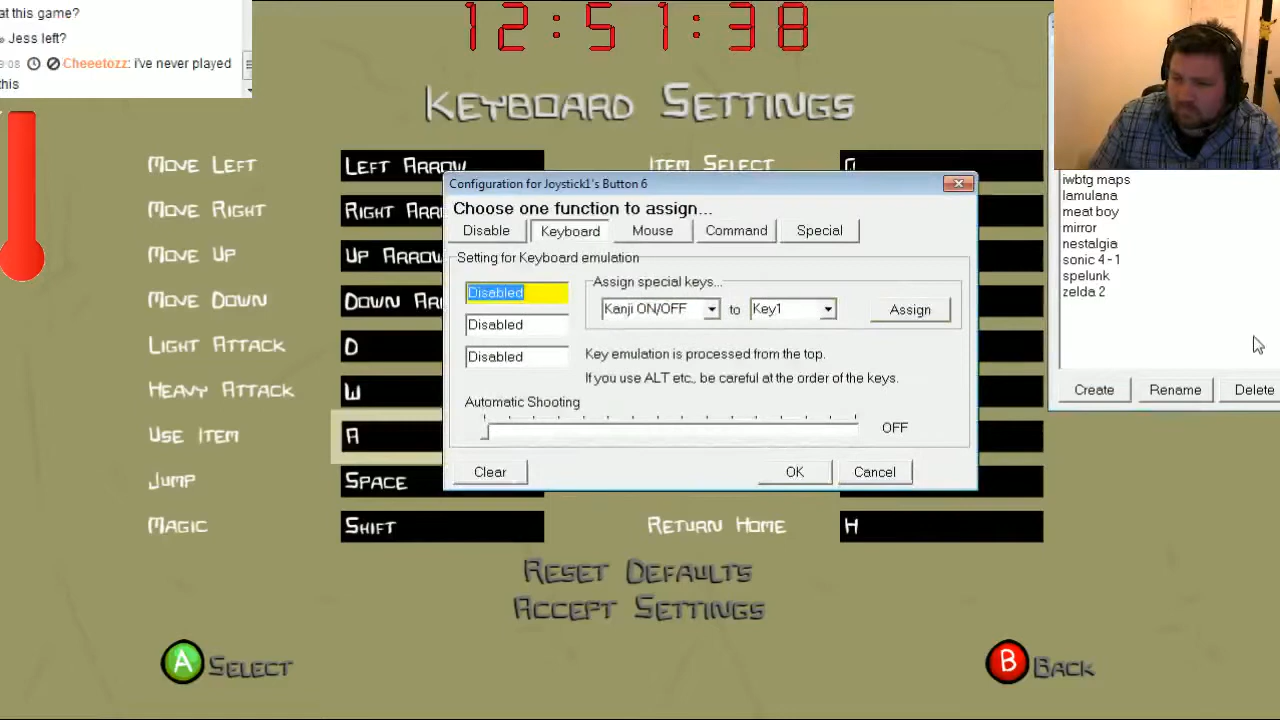 at this game?
Jess left?
9:08 Cheeetozz: i've never played
this
12:51:38
Keyboard Settings
Move Left Left Arrow Item Select Q
Move Right Right Arr
Move Up Up Arrow
Move Down Down Arr
Light Attack D
Heavy Attack W
Use Item A
Jump Space
Magic Shift Return Home H
Reset Defaults
Accept Settings
A Select
B Back
Configuration for Joystick1's Button 6
Choose one function to assign...
Disable Keyboard Mouse Command Special
Setting for Keyboard emulation
Disabled
Disabled
Disabled
Assign special keys...
Kanji ON/OFF to Key1 Assign
Key emulation is processed from the top.
If you use ALT etc., be careful at the order of the keys.
Automatic Shooting
OFF
Clear OK Cancel
iwbtg maps
lamulana
meat boy
mirror
nestalgia
sonic 4-1
spelunk
zelda 2
Create Rename Delete